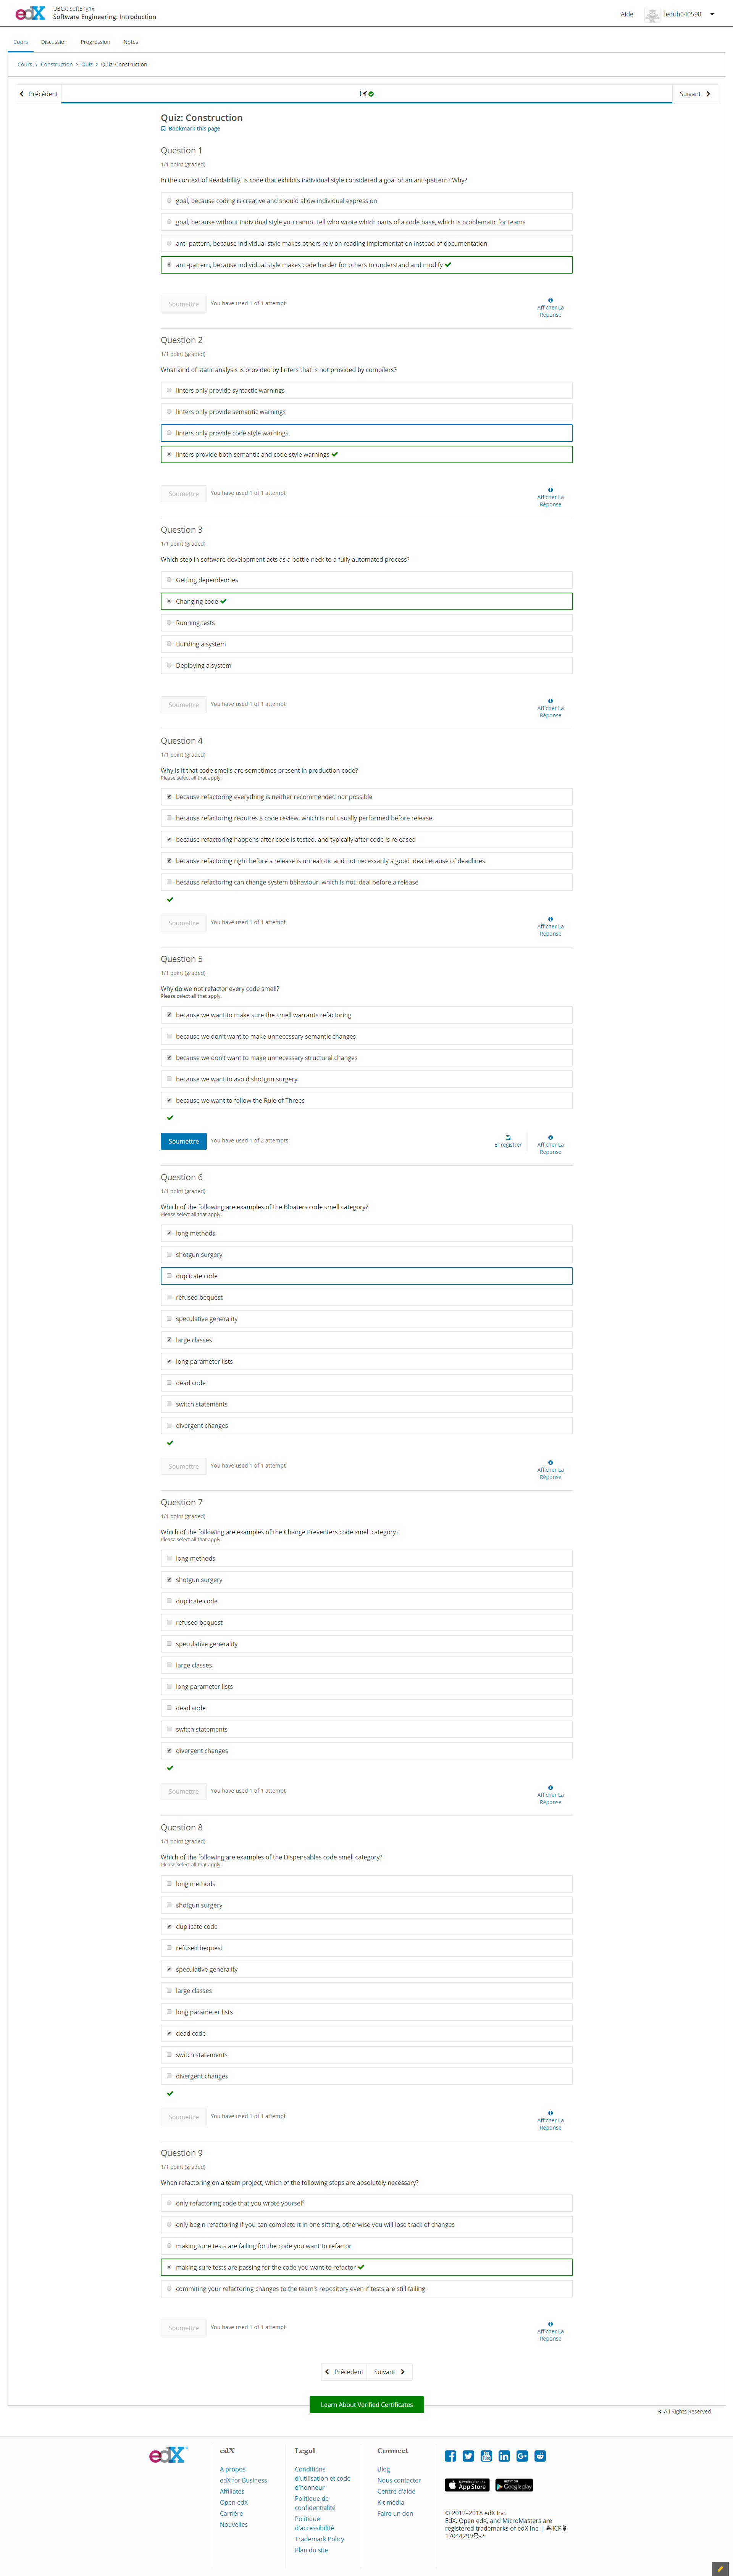 edX
UBCx: SoftEng1x
Software Engineering: Introduction
Aide
leduh040598
Cours Discussion Progression Notes
Cours › Construction › Quiz › Quiz: Construction
Précédent
Suivant
Quiz: Construction
Bookmark this page
Question 1
1/1 point (graded)
In the context of Readability, is code that exhibits individual style considered a goal or an anti-pattern? Why?
goal, because coding is creative and should allow individual expression
goal, because without individual style you cannot tell who wrote which parts of a code base, which is problematic for teams
anti-pattern, because individual style makes others rely on reading implementation instead of documentation
anti-pattern, because individual style makes code harder for others to understand and modify
Soumettre
You have used 1 of 1 attempt
Afficher La
Réponse
Question 2
1/1 point (graded)
What kind of static analysis is provided by linters that is not provided by compilers?
linters only provide syntactic warnings
linters only provide semantic warnings
linters only provide code style warnings
linters provide both semantic and code style warnings
Soumettre
You have used 1 of 1 attempt
Afficher La
Réponse
Question 3
1/1 point (graded)
Which step in software development acts as a bottle-neck to a fully automated process?
Getting dependencies
Changing code
Running tests
Building a system
Deploying a system
Soumettre
You have used 1 of 1 attempt
Afficher La
Réponse
Question 4
1/1 point (graded)
Why is it that code smells are sometimes present in production code?
Please select all that apply.
because refactoring everything is neither recommended nor possible
because refactoring requires a code review, which is not usually performed before release
because refactoring happens after code is tested, and typically after code is released
because refactoring right before a release is unrealistic and not necessarily a good idea because of deadlines
because refactoring can change system behaviour, which is not ideal before a release
Soumettre
You have used 1 of 1 attempt
Afficher La
Réponse
Question 5
1/1 point (graded)
Why do we not refactor every code smell?
Please select all that apply.
because we want to make sure the smell warrants refactoring
because we don't want to make unnecessary semantic changes
because we don't want to make unnecessary structural changes
because we want to avoid shotgun surgery
because we want to follow the Rule of Threes
Soumettre
You have used 1 of 2 attempts
Enregistrer
Afficher La
Réponse
Question 6
1/1 point (graded)
Which of the following are examples of the Bloaters code smell category?
Please select all that apply.
long methods
shotgun surgery
duplicate code
refused bequest
speculative generality
large classes
long parameter lists
dead code
switch statements
divergent changes
Soumettre
You have used 1 of 1 attempt
Afficher La
Réponse
Question 7
1/1 point (graded)
Which of the following are examples of the Change Preventers code smell category?
Please select all that apply.
long methods
shotgun surgery
duplicate code
refused bequest
speculative generality
large classes
long parameter lists
dead code
switch statements
divergent changes
Soumettre
You have used 1 of 1 attempt
Afficher La
Réponse
Question 8
1/1 point (graded)
Which of the following are examples of the Dispensables code smell category?
Please select all that apply.
long methods
shotgun surgery
duplicate code
refused bequest
speculative generality
large classes
long parameter lists
dead code
switch statements
divergent changes
Soumettre
You have used 1 of 1 attempt
Afficher La
Réponse
Question 9
1/1 point (graded)
When refactoring on a team project, which of the following steps are absolutely necessary?
only refactoring code that you wrote yourself
only begin refactoring if you can complete it in one sitting, otherwise you will lose track of changes
making sure tests are failing for the code you want to refactor
making sure tests are passing for the code you want to refactor
commiting your refactoring changes to the team's repository even if tests are still failing
Soumettre
You have used 1 of 1 attempt
Afficher La
Réponse
Précédent
Suivant
Learn About Verified Certificates
© All Rights Reserved
edX
edX
A propos
edX for Business
Affiliates
Open edX
Carrière
Nouvelles
Legal
Conditions
d'utilisation et code
d'honneur
Politique de
confidentialité
Politique
d'accessibilité
Trademark Policy
Plan du site
Connect
Blog
Nous contacter
Centre d'aide
Kit média
Faire un don
Download on the
App Store
GET IT ON
Google Play
© 2012–2018 edX Inc.
EdX, Open edX, and MicroMasters are
registered trademarks of edX Inc. | 粤ICP备
17044299号-2